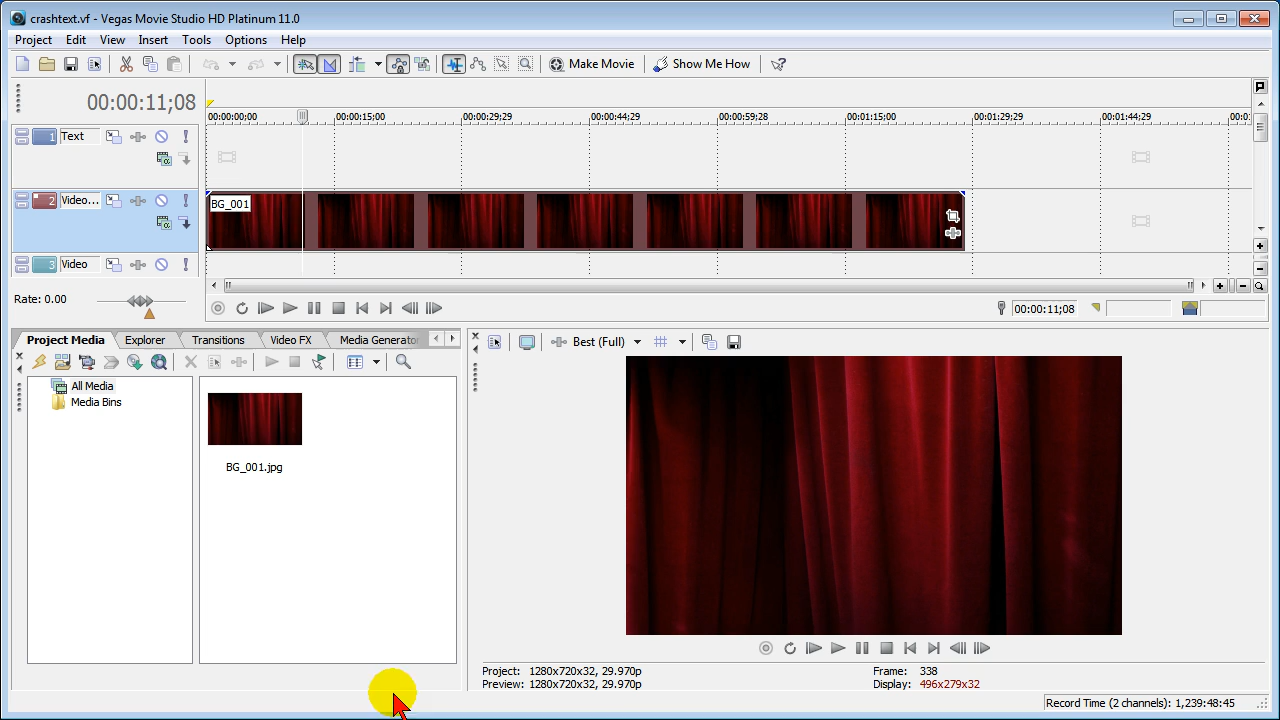 crashtext.vf - Vegas Movie Studio HD Platinum 11.0
Project Edit View Insert Tools Options Help
Make Movie Show Me How
00:00:11;08
00:00:00;00 00:00:15;00 00:00:29;29 00:00:44;29 00:00:59;28 00:01:15;00 00:01:29;29 00:01:44;29 00:0
1 Text
2 Video...
BG_001
3 Video
Rate: 0.00
00:00:11;08
Project Media Explorer Transitions Video FX Media Generato
Best (Full)
All Media
Media Bins
BG_001.jpg
Project: 1280x720x32, 29.970p Frame: 338
Preview: 1280x720x32, 29.970p Display: 496x279x32
Record Time (2 channels): 1,239:48:45